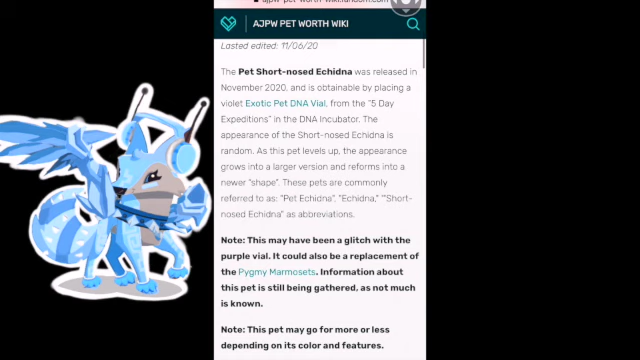 ajpw-pet-worth-wiki.fandom.com
AJPW PET WORTH WIKI
Last edited: 11/06/20
The Pet Short-nosed Echidna was released in
November 2020, and is obtainable by placing a
violet Exotic Pet DNA Vial, from the "5 Day
Expeditions" in the DNA Incubator. The
appearance of the Short-nosed Echidna is
random. As this pet levels up, the appearance
grows into a larger version and reforms into a
newer "shape". These pets are commonly
referred to as: "Pet Echidna", "Echidna," "Short-
nosed Echidna" as abbreviations.
Note: This may have been a glitch with the
purple vial. It could also be a replacement of
the Pygmy Marmosets. Information about
this pet is still being gathered, as not much
is known.
Note: This pet may go for more or less
depending on its color and features.